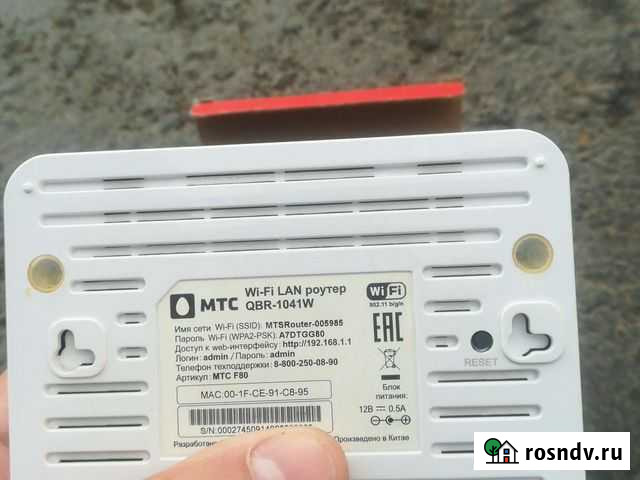 МТС
Wi-Fi LAN роутер
QBR-1041W
Wi Fi
802.11 b/g/n
Имя сети Wi-Fi (SSID): MTSRouter-005985
Пароль Wi-Fi (WPA2-PSK): A7DTGG80
Доступ к web-интерфейсу: http://192.168.1.1
Логин: admin / Пароль: admin
Телефон техподдержки: 8-800-250-08-90
Артикул: МТС F80
EAC
Блок
питания:
12В 0.5А
MAC:00-1F-CE-91-C8-95
S/N:0002745091
Произведено в Китае
RESET
rosndv.ru